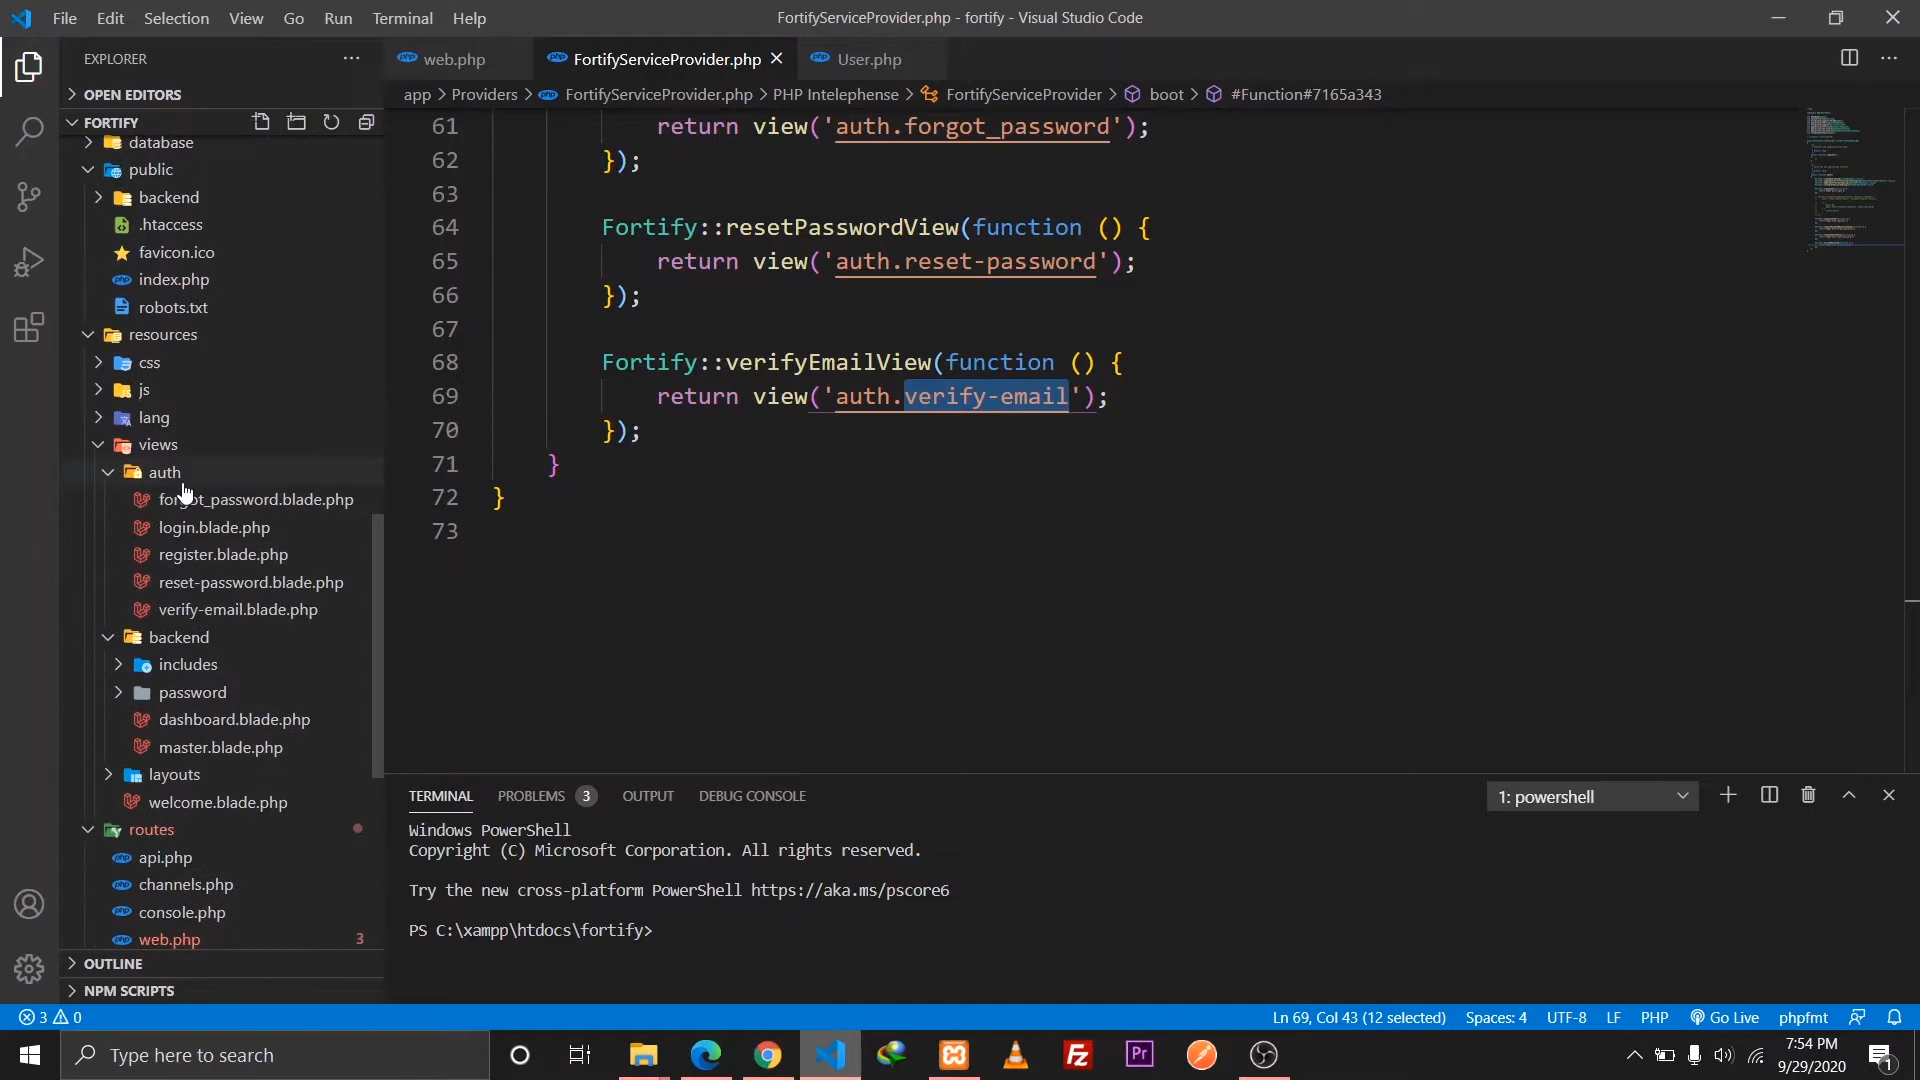 File Edit Selection View Go Run Terminal Help
FortifyServiceProvider.php - fortify - Visual Studio Code
EXPLORER
web.php
FortifyServiceProvider.php
User.php
OPEN EDITORS
app > Providers > FortifyServiceProvider.php > PHP Intelephense > FortifyServiceProvider > boot > #Function#7165a343
FORTIFY
database
public
backend
.htaccess
favicon.ico
index.php
robots.txt
resources
css
js
lang
views
auth
forgot_password.blade.php
login.blade.php
register.blade.php
reset-password.blade.php
verify-email.blade.php
backend
includes
password
dashboard.blade.php
master.blade.php
layouts
welcome.blade.php
routes
api.php
channels.php
console.php
web.php 3
OUTLINE
NPM SCRIPTS
61 return view('auth.forgot_password');
62 });
63
64 Fortify::resetPasswordView(function () {
65 return view('auth.reset-password');
66 });
67
68 Fortify::verifyEmailView(function () {
69 return view('auth.verify-email');
70 });
71 }
72 }
73
TERMINAL PROBLEMS 3 OUTPUT DEBUG CONSOLE
1: powershell
Windows PowerShell
Copyright (C) Microsoft Corporation. All rights reserved.
Try the new cross-platform PowerShell https://aka.ms/pscore6
PS C:\xampp\htdocs\fortify>
3 0
Ln 69, Col 43 (12 selected) Spaces: 4 UTF-8 LF PHP Go Live phpfmt
Type here to search
7:54 PM
9/29/2020
1